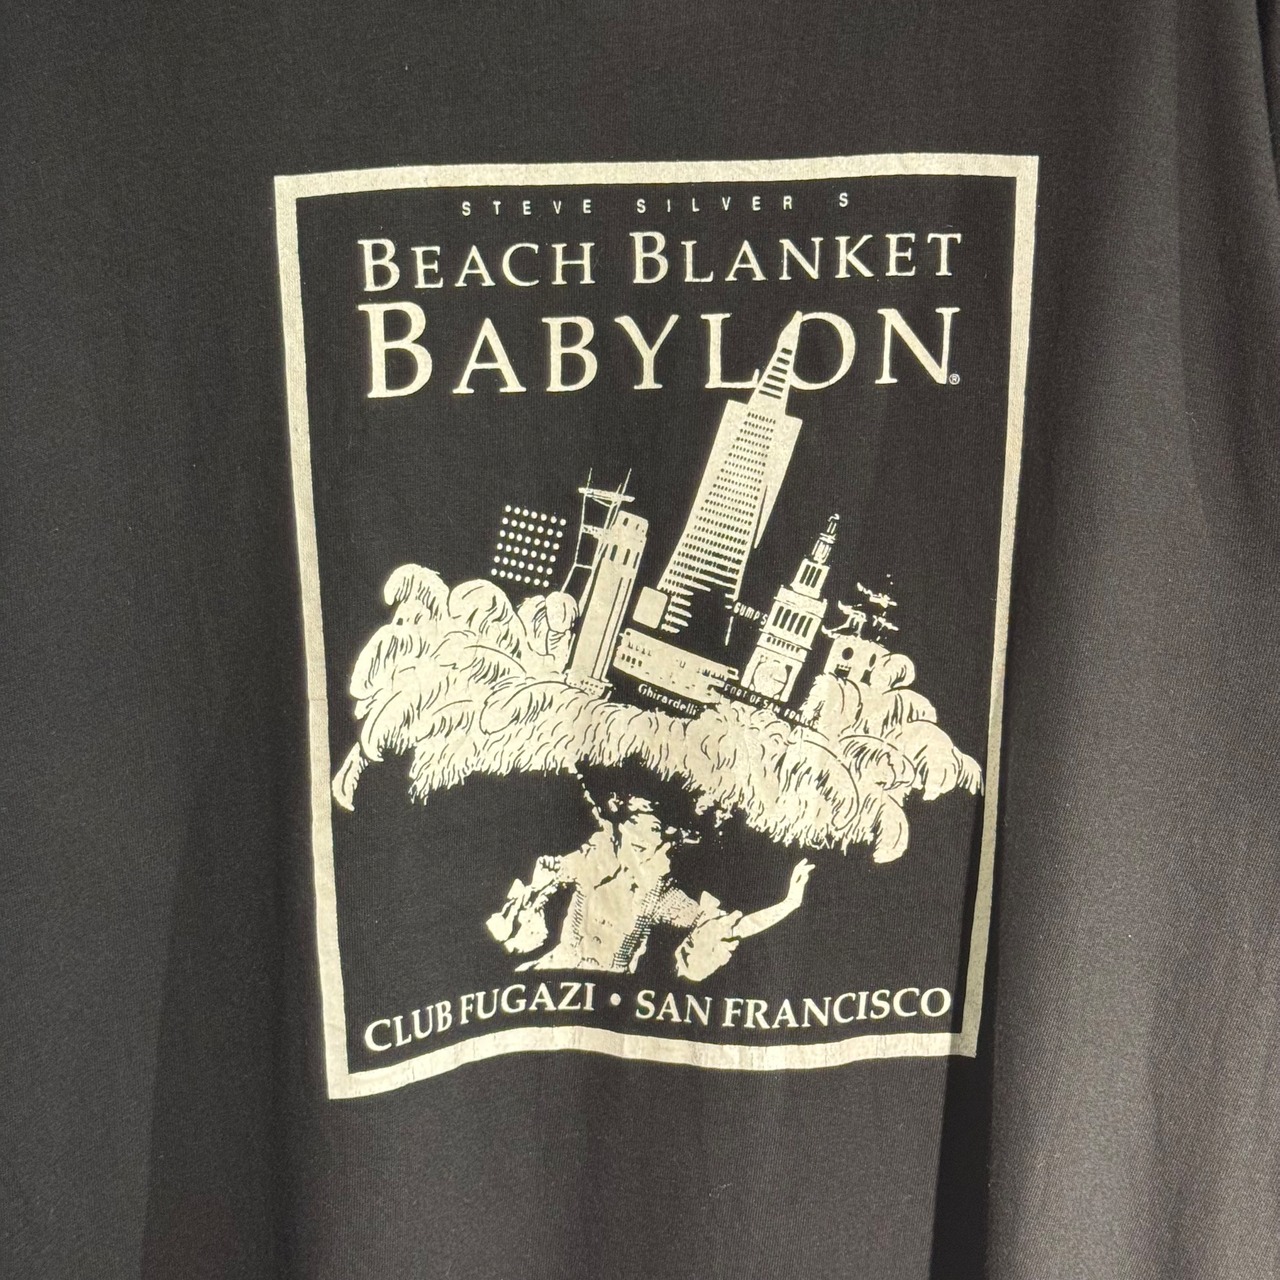 STEVE SILVER S
BEACH BLANKET
BABYLON®
GUMP'S
Ghirardelli
PORT OF SAN FRANCISCO
CLUB FUGAZI • SAN FRANCISCO